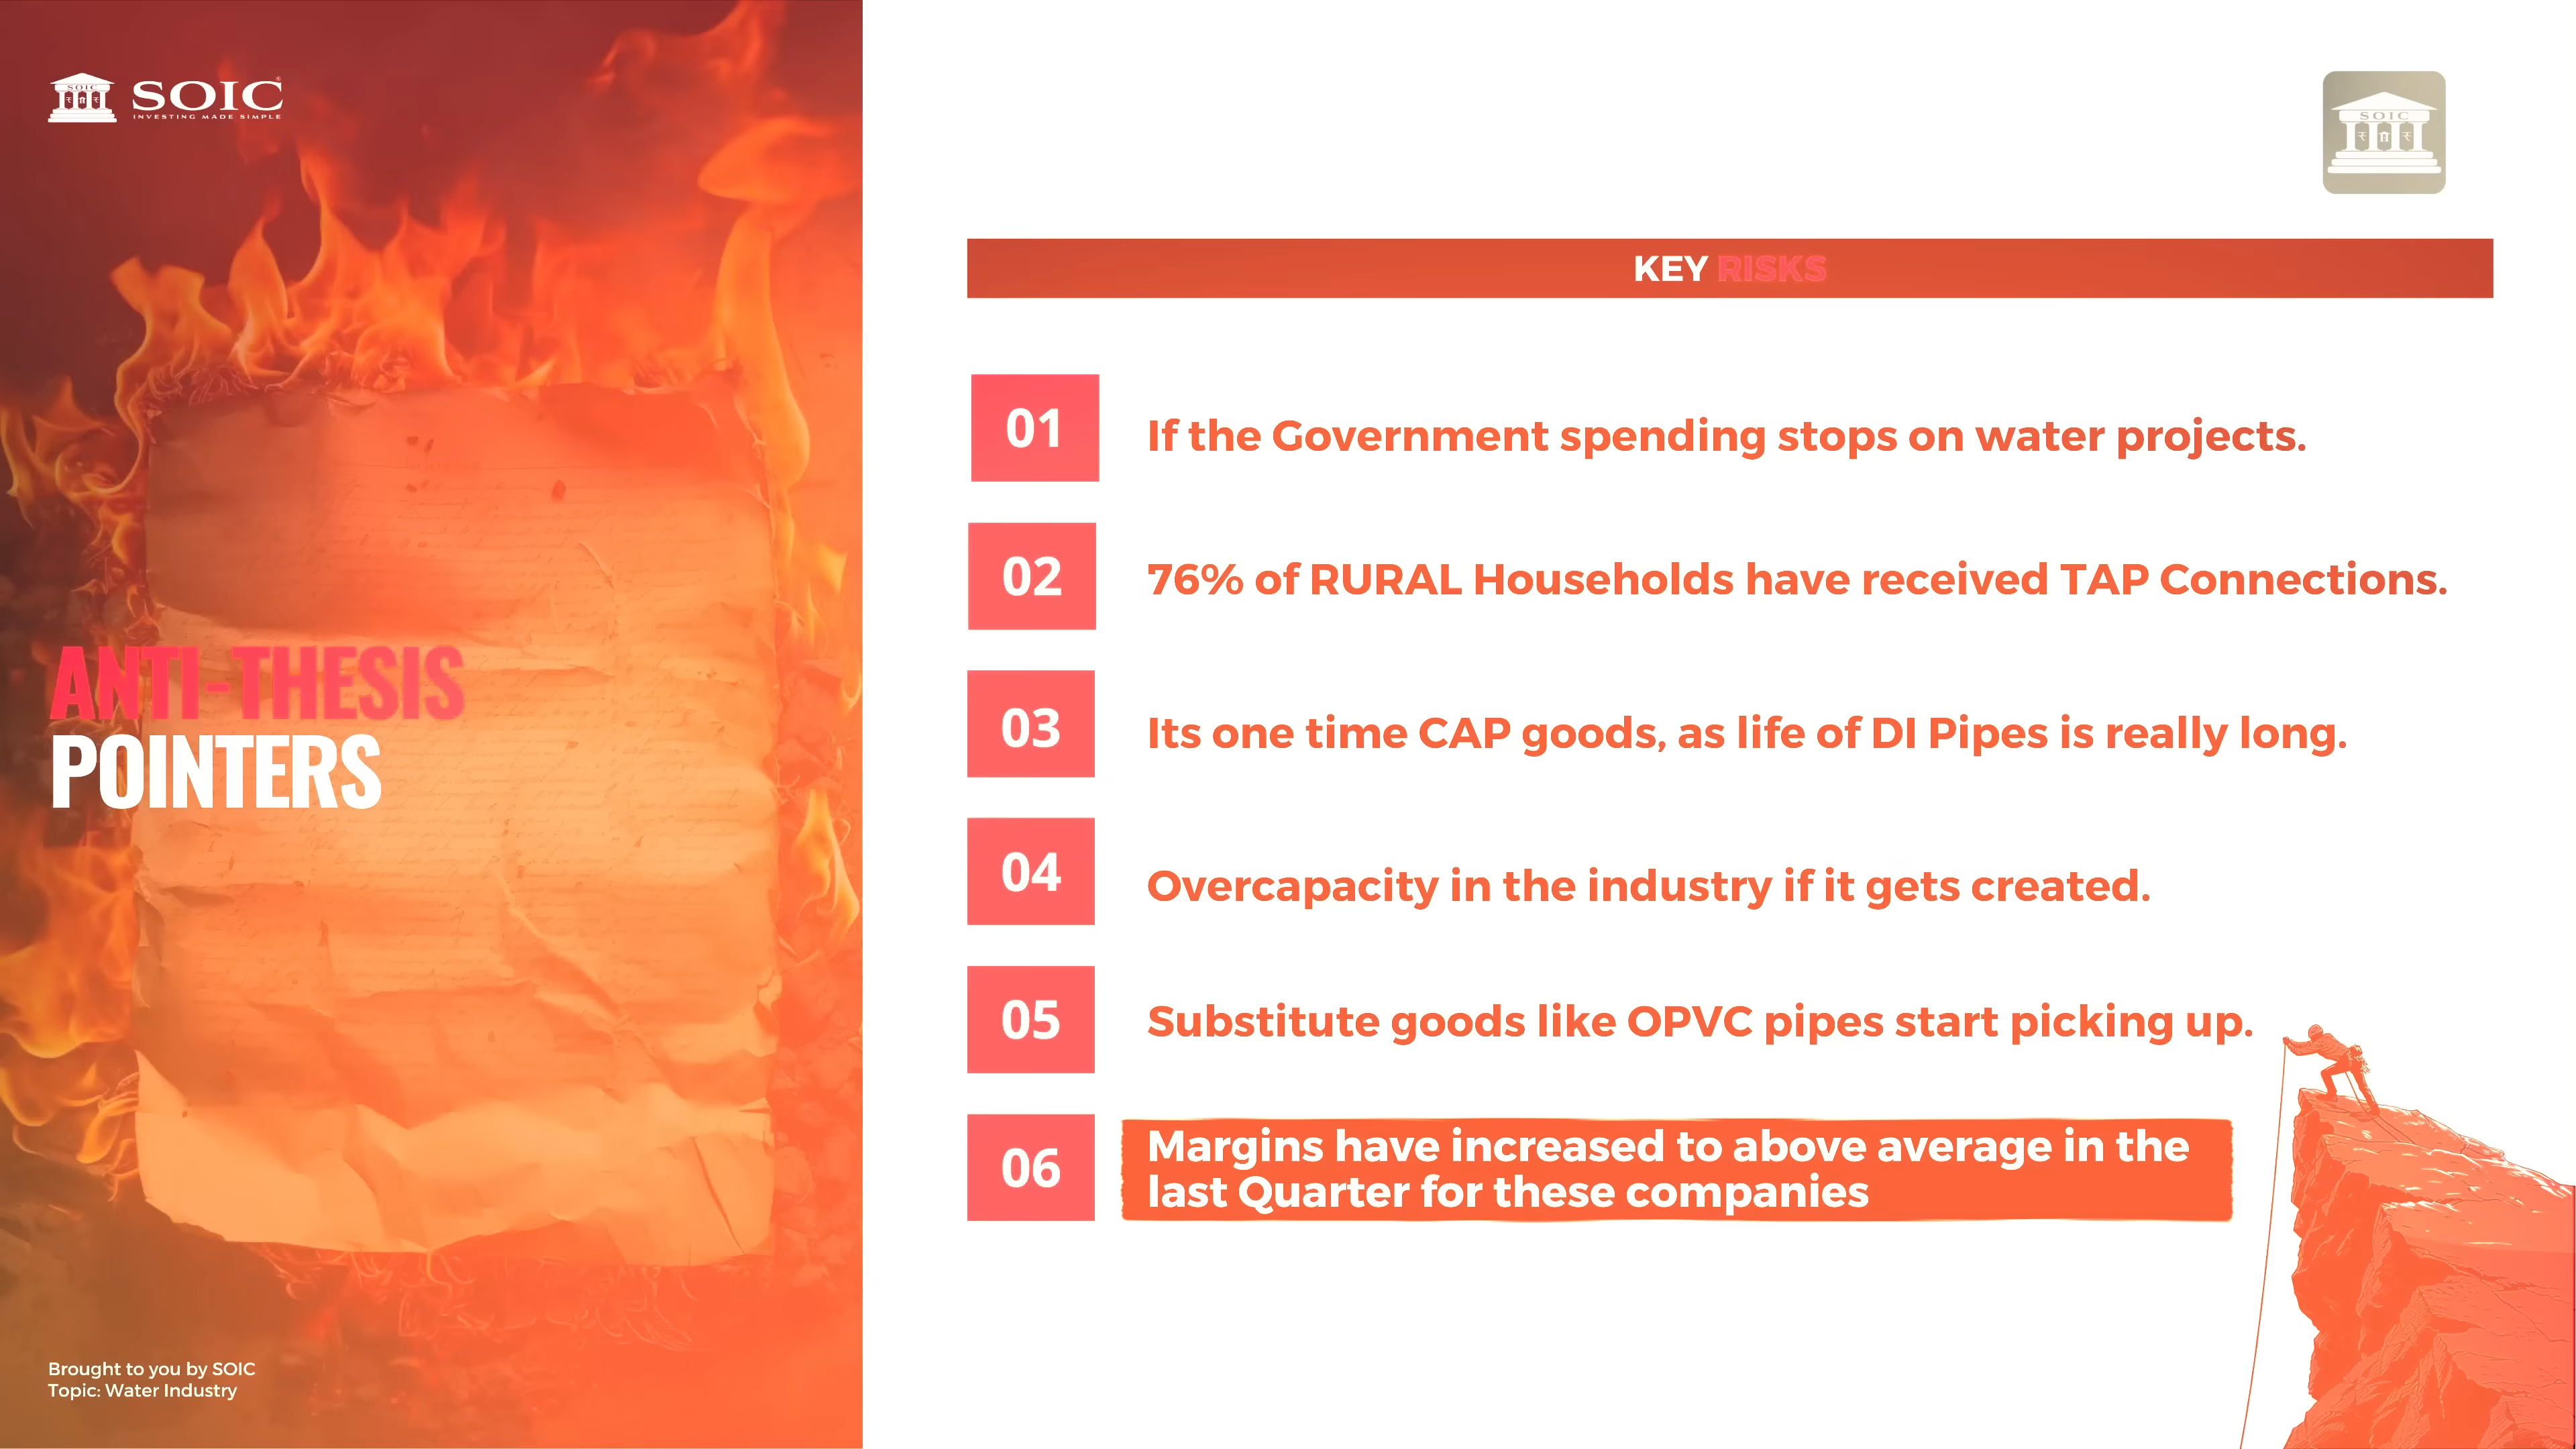 SOIC
SOIC
INVESTING MADE SIMPLE
ANTI-THESIS
POINTERS
Brought to you by SOIC
Topic: Water Industry
SOIC
KEY RISKS
01
If the Government spending stops on water projects.
02
76% of RURAL Households have received TAP Connections.
03
Its one time CAP goods, as life of DI Pipes is really long.
04
Overcapacity in the industry if it gets created.
05
Substitute goods like OPVC pipes start picking up.
06
Margins have increased to above average in the
last Quarter for these companies